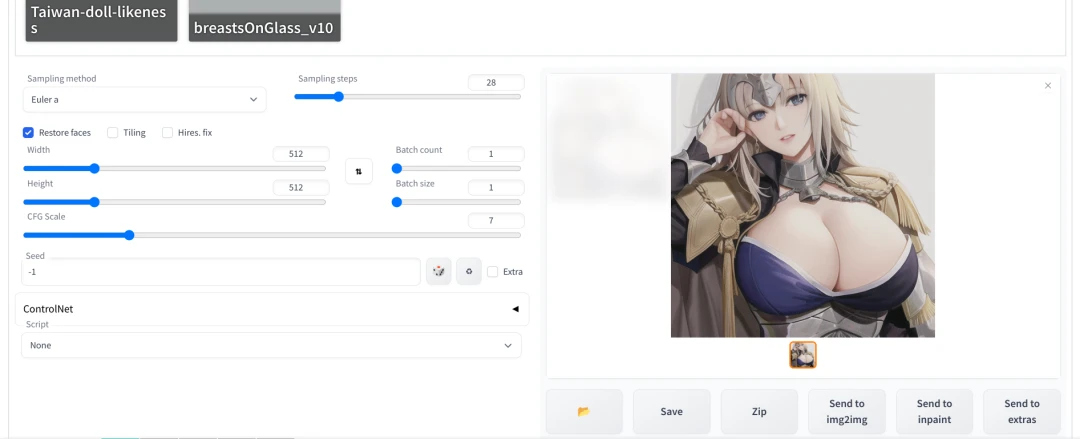 Taiwan-doll-likenes
s
breastsOnGlass_v10
Sampling method
Euler a
Sampling steps
28
Restore faces
Tiling
Hires. fix
Width
512
Height
512
Batch count
1
Batch size
1
CFG Scale
7
Seed
-1
Extra
ControlNet
Script
None
Save
Zip
Send to
img2img
Send to
inpaint
Send to
extras